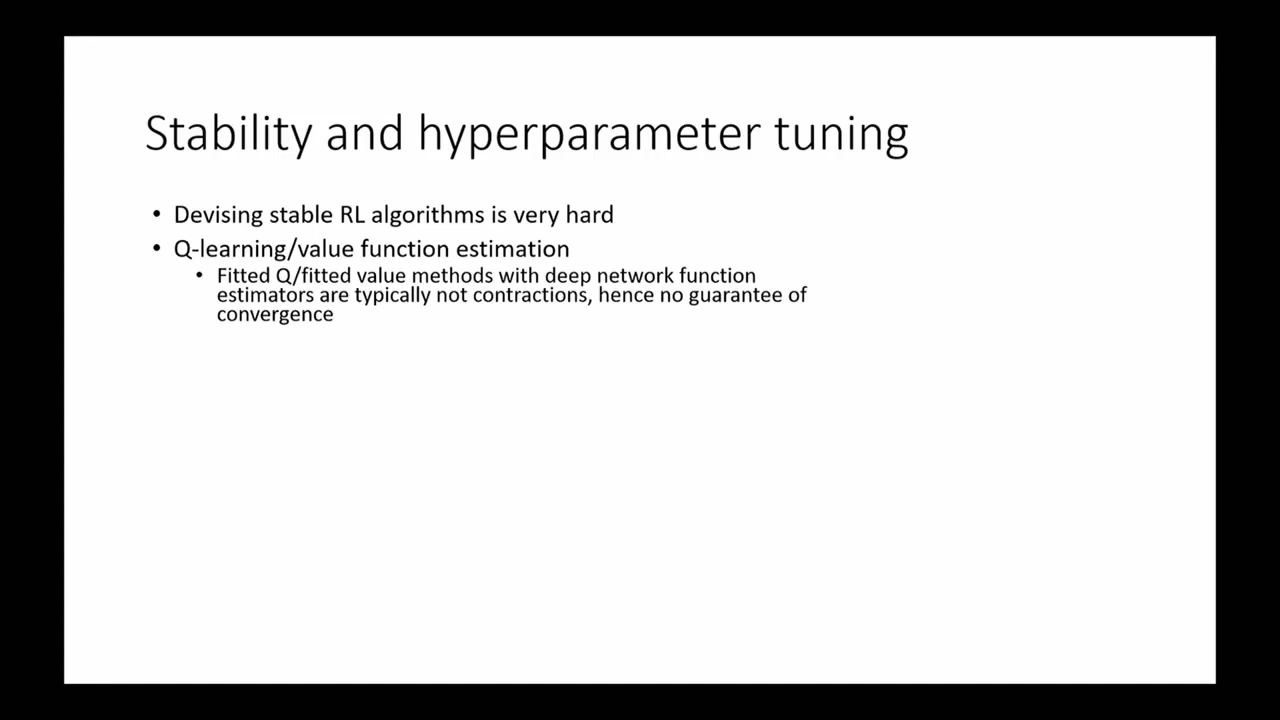 Stability and hyperparameter tuning
• Devising stable RL algorithms is very hard
• Q-learning/value function estimation
• Fitted Q/fitted value methods with deep network function
estimators are typically not contractions, hence no guarantee of
convergence